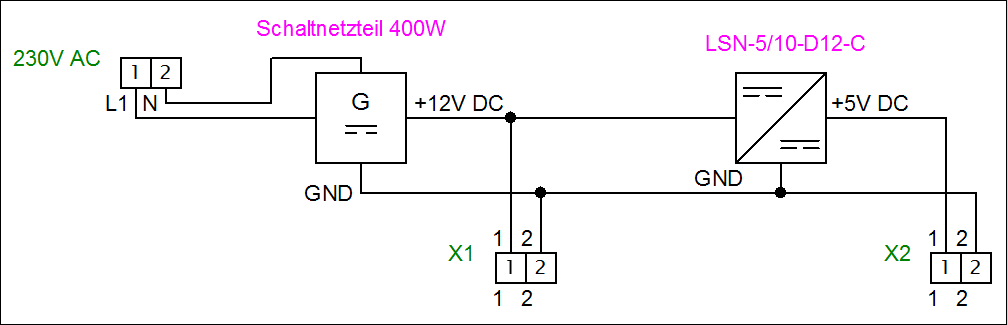 Schaltnetzteil 400W
LSN-5/10-D12-C
230V AC
1 2
L1 N
G
+12V DC
+5V DC
GND
GND
1 2
1 2
X1
1 2
X2
1 2
1 2
1 2